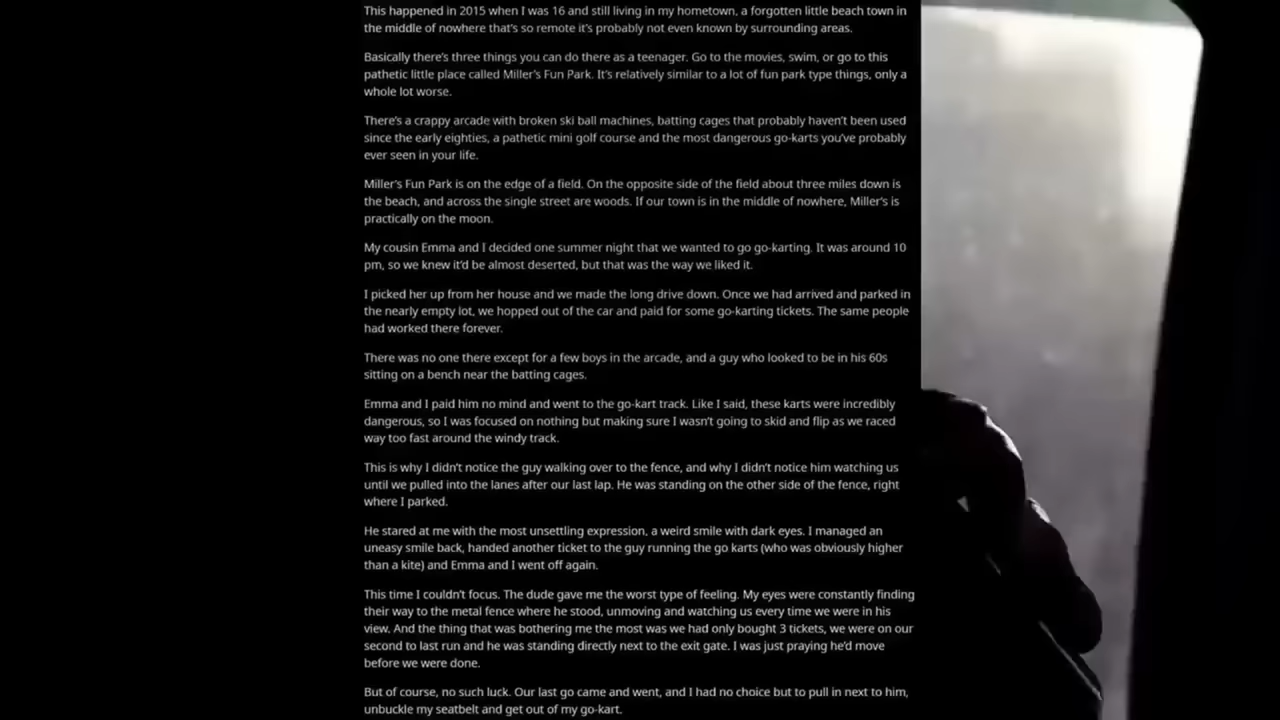 This happened in 2015 when I was 16 and still living in my hometown, a forgotten little beach town in
the middle of nowhere that's so remote it's probably not even known by surrounding areas.
Basically there's three things you can do there as a teenager. Go to the movies, swim, or go to this
pathetic little place called Miller's Fun Park. It's relatively similar to a lot of fun park type things, only a
whole lot worse.
There's a crappy arcade with broken ski ball machines, batting cages that probably haven't been used
since the early eighties, a pathetic mini golf course and the most dangerous go-karts you've probably
ever seen in your life.
Miller's Fun Park is on the edge of a field. On the opposite side of the field about three miles down is
the beach, and across the single street are woods. If our town is in the middle of nowhere, Miller's is
practically on the moon.
My cousin Emma and I decided one summer night that we wanted to go go-karting. It was around 10
pm, so we knew it'd be almost deserted, but that was the way we liked it.
I picked her up from her house and we made the long drive down. Once we had arrived and parked in
the nearly empty lot, we hopped out of the car and paid for some go-karting tickets. The same people
had worked there forever.
There was no one there except for a few boys in the arcade, and a guy who looked to be in his 60s
sitting on a bench near the batting cages.
Emma and I paid him no mind and went to the go-kart track. Like I said, these karts were incredibly
dangerous, so I was focused on nothing but making sure I wasn't going to skid and flip as we raced
way too fast around the windy track.
This is why I didn't notice the guy walking over to the fence, and why I didn't notice him watching us
until we pulled into the lanes after our last lap. He was standing on the other side of the fence, right
where I parked.
He stared at me with the most unsettling expression, a weird smile with dark eyes. I managed an
uneasy smile back, handed another ticket to the guy running the go karts (who was obviously higher
than a kite) and Emma and I went off again.
This time I couldn't focus. The dude gave me the worst type of feeling. My eyes were constantly finding
their way to the metal fence where he stood, unmoving and watching us every time we were in his
view. And the thing that was bothering me the most was we had only bought 3 tickets, we were on our
second to last run and he was standing directly next to the exit gate. I was just praying he'd move
before we were done.
But of course, no such luck. Our last go came and went, and I had no choice but to pull in next to him,
unbuckle my seatbelt and get out of my go-kart.